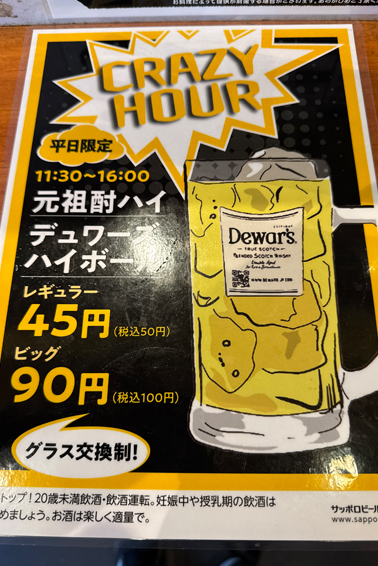 CRAZY
HOUR
平日限定
11:30~16:00
元祖酎ハイ
デュワーズ
ハイボー
レギュラー
45円(税込50円)
ビッグ
90円(税込100円)
グラス交換制!
Dewar's®
TRUE SCOTCH
BLENDED SCOTCH WHISKY
Double Aged
トップ!20歳未満飲酒・飲酒運転。妊娠中や授乳期の飲酒は
めましょう。お酒は楽しく適量で。
サッポロビール
www.sappo